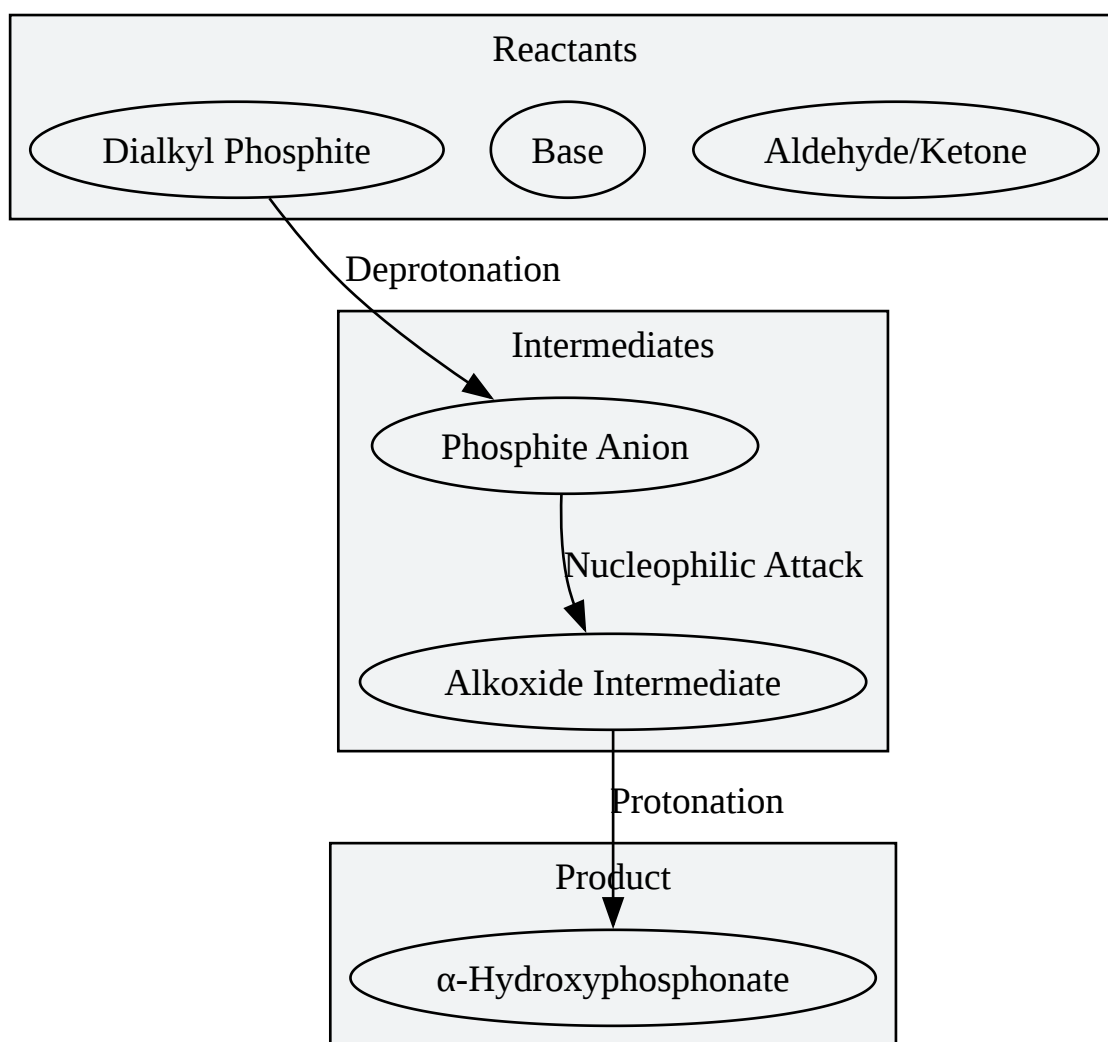 Reactants
Dialkyl Phosphite
Base
Aldehyde/Ketone
Deprotonation
Intermediates
Phosphite Anion
Nucleophilic Attack
Alkoxide Intermediate
Protonation
Product
α-Hydroxyphosphonate